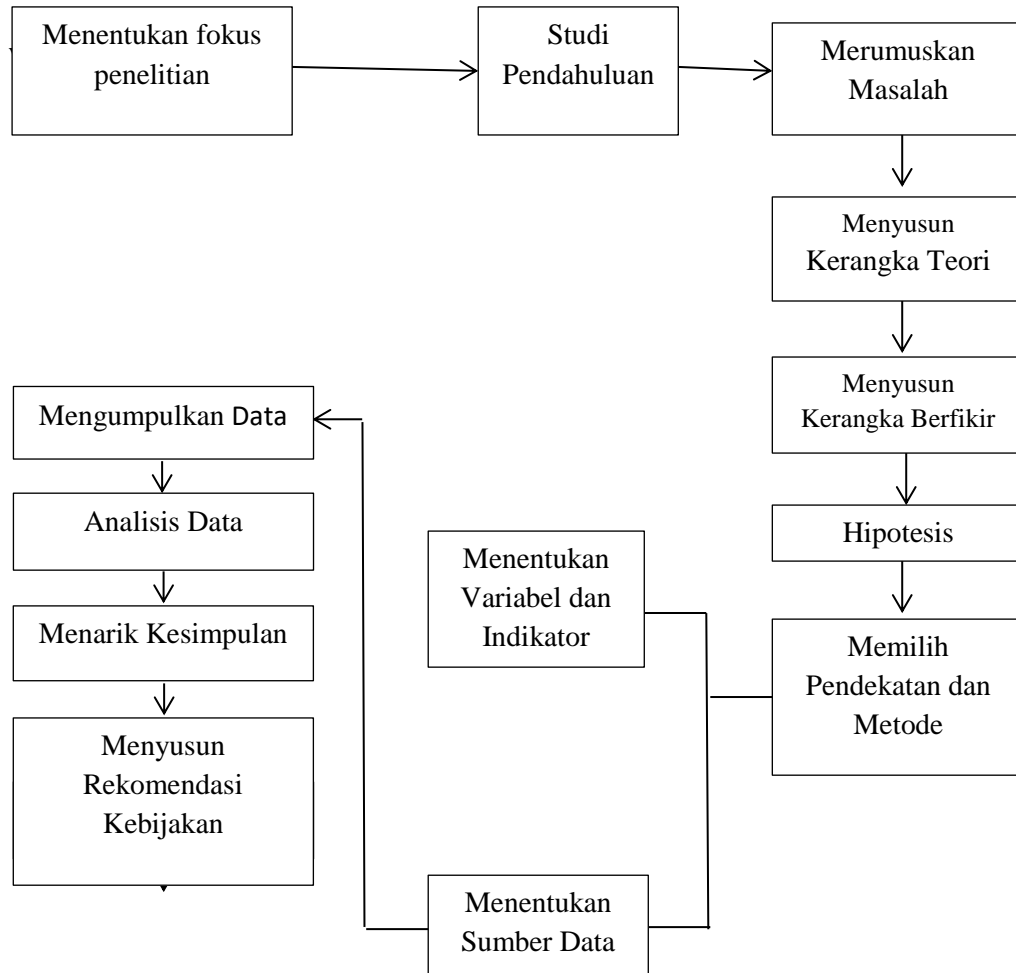 Menentukan fokus
penelitian
Studi
Pendahuluan
Merumuskan
Masalah
Menyusun
Kerangka Teori
Menyusun
Kerangka Berfikir
Hipotesis
Memilih
Pendekatan dan
Metode
Menentukan
Variabel dan
Indikator
Menentukan
Sumber Data
Mengumpulkan Data
Analisis Data
Menarik Kesimpulan
Menyusun
Rekomendasi
Kebijakan